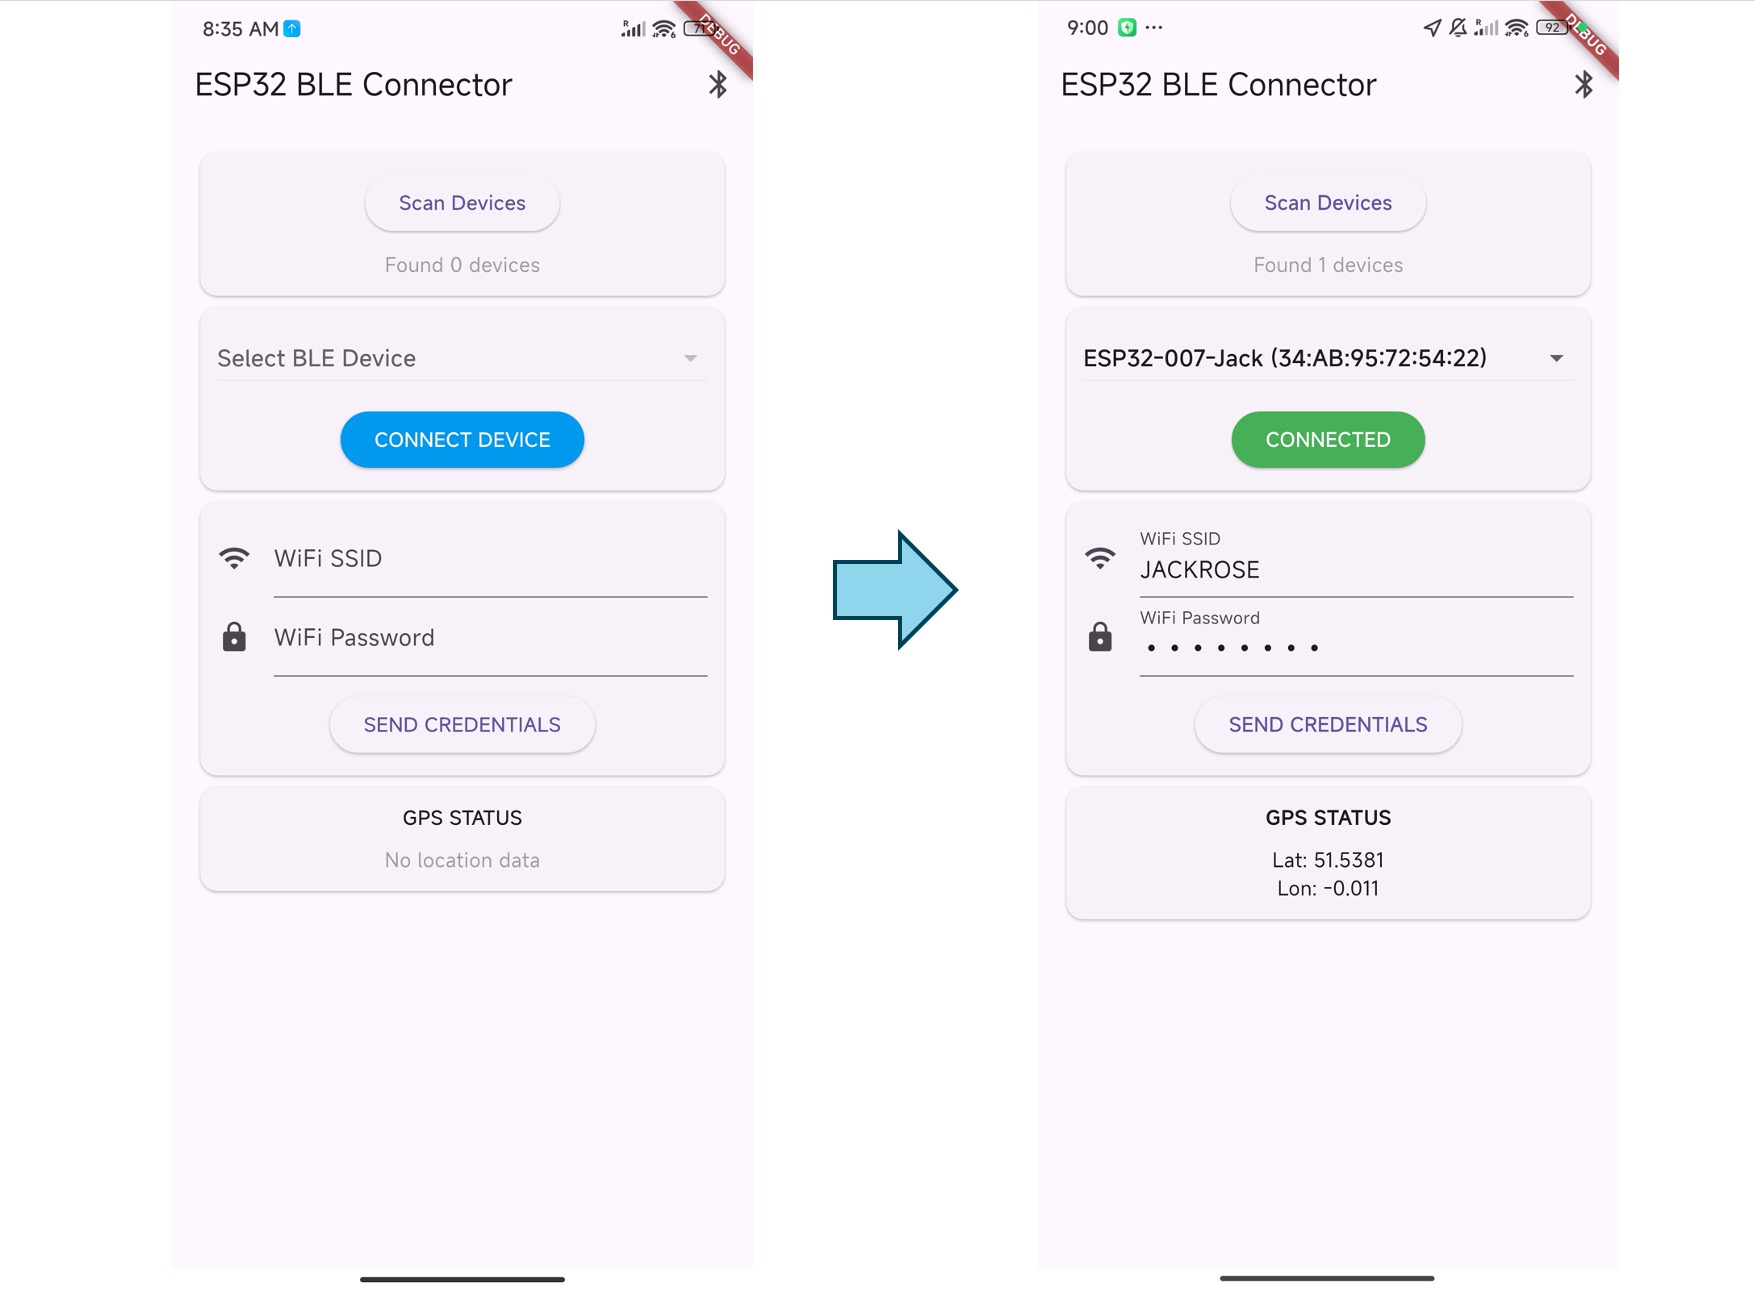 8:35 AM
71
DEBUG
ESP32 BLE Connector
Scan Devices
Found 0 devices
Select BLE Device
CONNECT DEVICE
WiFi SSID
WiFi Password
SEND CREDENTIALS
GPS STATUS
No location data
9:00
R
6
92
DEBUG
ESP32 BLE Connector
Scan Devices
Found 1 devices
ESP32-007-Jack (34:AB:95:72:54:22)
CONNECTED
WiFi SSID
JACKROSE
WiFi Password
••••••••
SEND CREDENTIALS
GPS STATUS
Lat: 51.5381
Lon: -0.011